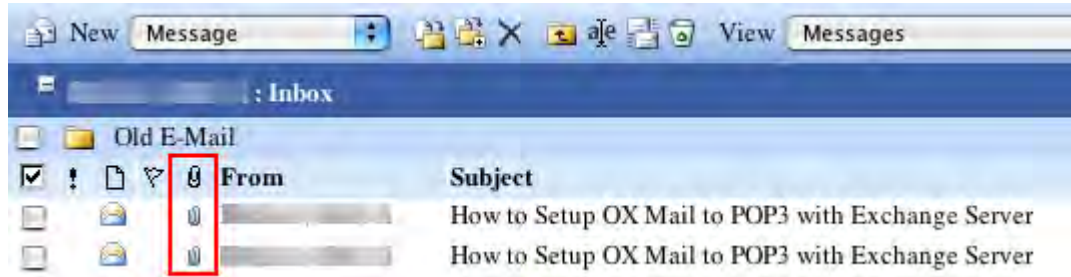 New Message aIe View Messages
: Inbox
Old E-Mail
! From Subject
How to Setup OX Mail to POP3 with Exchange Server
How to Setup OX Mail to POP3 with Exchange Server